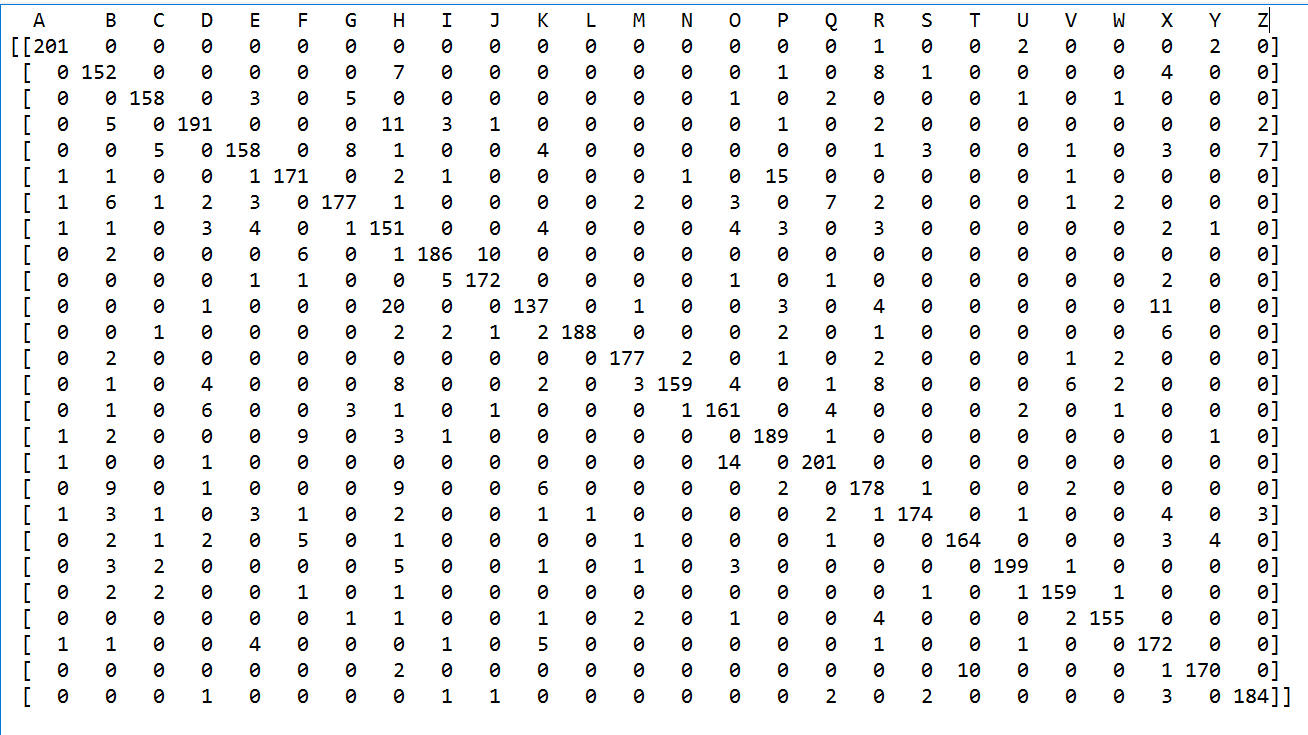 A B C D E F G H I J K L M N O P Q R S T U V W X Y Z
[[201 0 0 0 0 0 0 0 0 0 0 0 0 0 0 0 0 1 0 0 2 0 0 0 2 0]
[ 0 152 0 0 0 0 0 7 0 0 0 0 0 0 0 1 0 8 1 0 0 0 0 4 0 0]
[ 0 0 158 0 3 0 5 0 0 0 0 0 0 0 1 0 2 0 0 0 1 0 1 0 0 0]
[ 0 5 0 191 0 0 0 11 3 1 0 0 0 0 0 1 0 2 0 0 0 0 0 0 0 2]
[ 0 0 5 0 158 0 8 1 0 0 4 0 0 0 0 0 0 1 3 0 0 1 0 3 0 7]
[ 1 1 0 0 1 171 0 2 1 0 0 0 0 1 0 15 0 0 0 0 0 1 0 0 0 0]
[ 1 6 1 2 3 0 177 1 0 0 0 0 2 0 3 0 7 2 0 0 0 1 2 0 0 0]
[ 1 1 0 3 4 0 1 151 0 0 4 0 0 0 4 3 0 3 0 0 0 0 0 2 1 0]
[ 0 2 0 0 0 6 0 1 186 10 0 0 0 0 0 0 0 0 0 0 0 0 0 0 0 0]
[ 0 0 0 0 1 1 0 0 5 172 0 0 0 0 1 0 1 0 0 0 0 0 0 2 0 0]
[ 0 0 0 1 0 0 0 20 0 0 137 0 1 0 0 3 0 4 0 0 0 0 0 11 0 0]
[ 0 0 1 0 0 0 0 2 2 1 2 188 0 0 0 2 0 1 0 0 0 0 0 6 0 0]
[ 0 2 0 0 0 0 0 0 0 0 0 0 177 2 0 1 0 2 0 0 0 1 2 0 0 0]
[ 0 1 0 4 0 0 0 8 0 0 2 0 3 159 4 0 1 8 0 0 0 6 2 0 0 0]
[ 0 1 0 6 0 0 3 1 0 1 0 0 0 1 161 0 4 0 0 0 2 0 1 0 0 0]
[ 1 2 0 0 0 9 0 3 1 0 0 0 0 0 0 189 1 0 0 0 0 0 0 0 1 0]
[ 1 0 0 1 0 0 0 0 0 0 0 0 0 0 14 0 201 0 0 0 0 0 0 0 0 0]
[ 0 9 0 1 0 0 0 9 0 0 6 0 0 0 0 2 0 178 1 0 0 2 0 0 0 0]
[ 1 3 1 0 3 1 0 2 0 0 1 1 0 0 0 0 2 1 174 0 1 0 0 4 0 3]
[ 0 2 1 2 0 5 0 1 0 0 0 0 1 0 0 0 1 0 0 164 0 0 0 3 4 0]
[ 0 3 2 0 0 0 0 5 0 0 1 0 1 0 3 0 0 0 0 0 199 1 0 0 0 0]
[ 0 2 2 0 0 1 0 1 0 0 0 0 0 0 0 0 0 0 1 0 1 159 1 0 0 0]
[ 0 0 0 0 0 0 1 1 0 0 1 0 2 0 1 0 0 4 0 0 0 2 155 0 0 0]
[ 1 1 0 0 4 0 0 0 1 0 5 0 0 0 0 0 0 1 0 0 1 0 0 172 0 0]
[ 0 0 0 0 0 0 0 2 0 0 0 0 0 0 0 0 0 0 0 10 0 0 0 1 170 0]
[ 0 0 0 1 0 0 0 0 1 1 0 0 0 0 0 0 2 0 2 0 0 0 0 3 0 184]]